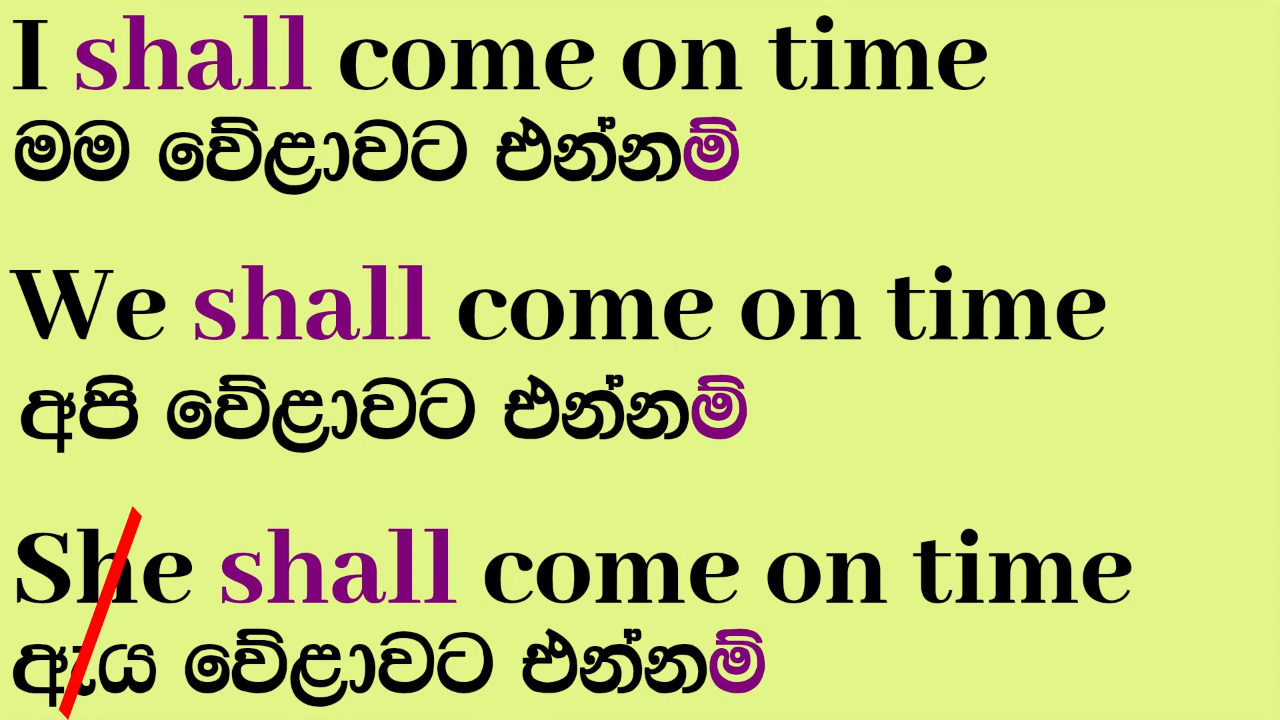 I shall come on time
මම වේළාවට එන්නම්
We shall come on time
අපි වේළාවට එන්නම්
She shall come on time
ඇය වේළාවට එන්නම්